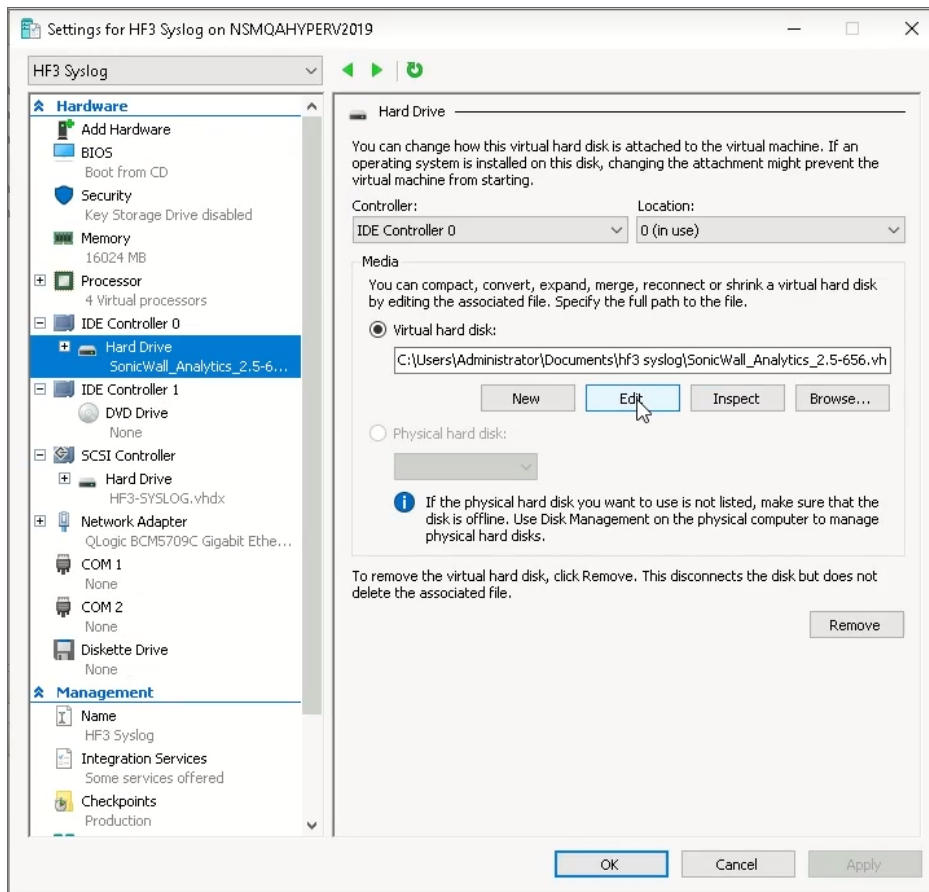 Settings for HF3 Syslog on NSMQAHYPERV2019
HF3 Syslog
Hardware
Add Hardware
BIOS
Boot from CD
Security
Key Storage Drive disabled
Memory
16024 MB
Processor
4 Virtual processors
IDE Controller 0
Hard Drive
SonicWall_Analytics_2.5-6...
IDE Controller 1
DVD Drive
None
SCSI Controller
Hard Drive
HF3-SYSLOG.vhdx
Network Adapter
QLogic BCM5709C Gigabit Ethe...
COM 1
None
COM 2
None
Diskette Drive
None
Management
Name
HF3 Syslog
Integration Services
Some services offered
Checkpoints
Production
Hard Drive
You can change how this virtual hard disk is attached to the virtual machine. If an
operating system is installed on this disk, changing the attachment might prevent the
virtual machine from starting.
Controller: Location:
IDE Controller 0 0 (in use)
Media
You can compact, convert, expand, merge, reconnect or shrink a virtual hard disk
by editing the associated file. Specify the full path to the file.
Virtual hard disk:
C:\Users\Administrator\Documents\hf3 syslog\SonicWall_Analytics_2.5-656.vh
New Edit Inspect Browse...
Physical hard disk:
If the physical hard disk you want to use is not listed, make sure that the
disk is offline. Use Disk Management on the physical computer to manage
physical hard disks.
To remove the virtual hard disk, click Remove. This disconnects the disk but does not
delete the associated file.
Remove
OK Cancel Apply